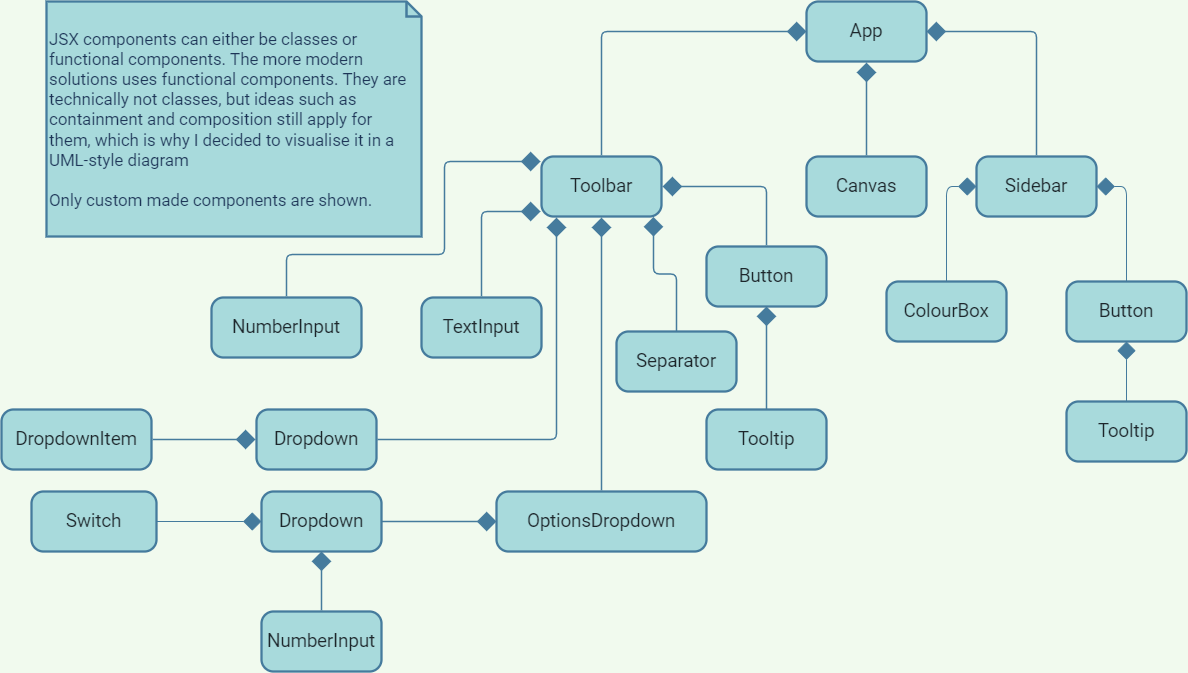 JSX components can either be classes or
functional components. The more modern
solutions uses functional components. They are
technically not classes, but ideas such as
containment and composition still apply for
them, which is why I decided to visualise it in a
UML-style diagram
Only custom made components are shown.
App
Toolbar
Canvas
Sidebar
Button
NumberInput
TextInput
Separator
ColourBox
Button
DropdownItem
Dropdown
Tooltip
Tooltip
Switch
Dropdown
OptionsDropdown
NumberInput